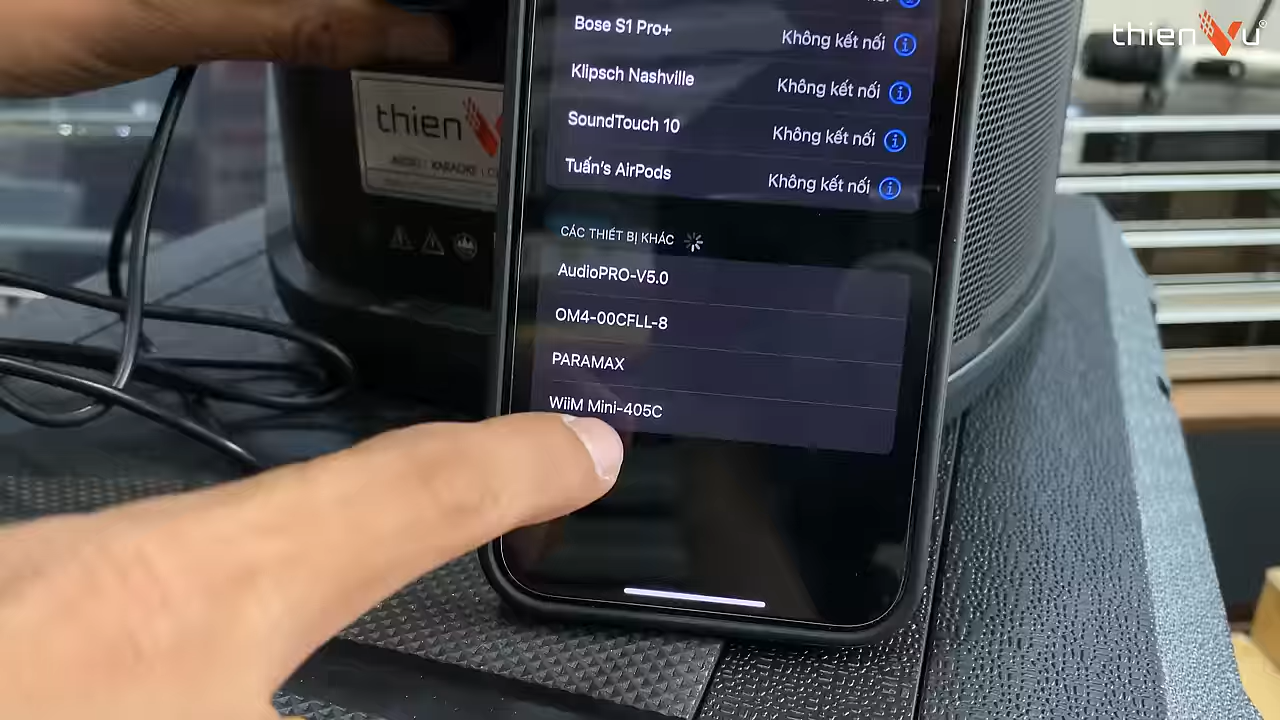 thienVu®
Bose S1 Pro+ Không kết nối
Klipsch Nashville Không kết nối
SoundTouch 10 Không kết nối
Tuấn's AirPods Không kết nối
CÁC THIẾT BỊ KHÁC
AudioPRO-V5.0
OM4-00CFLL-8
PARAMAX
WiiM Mini-405C
thien
KARAOKE